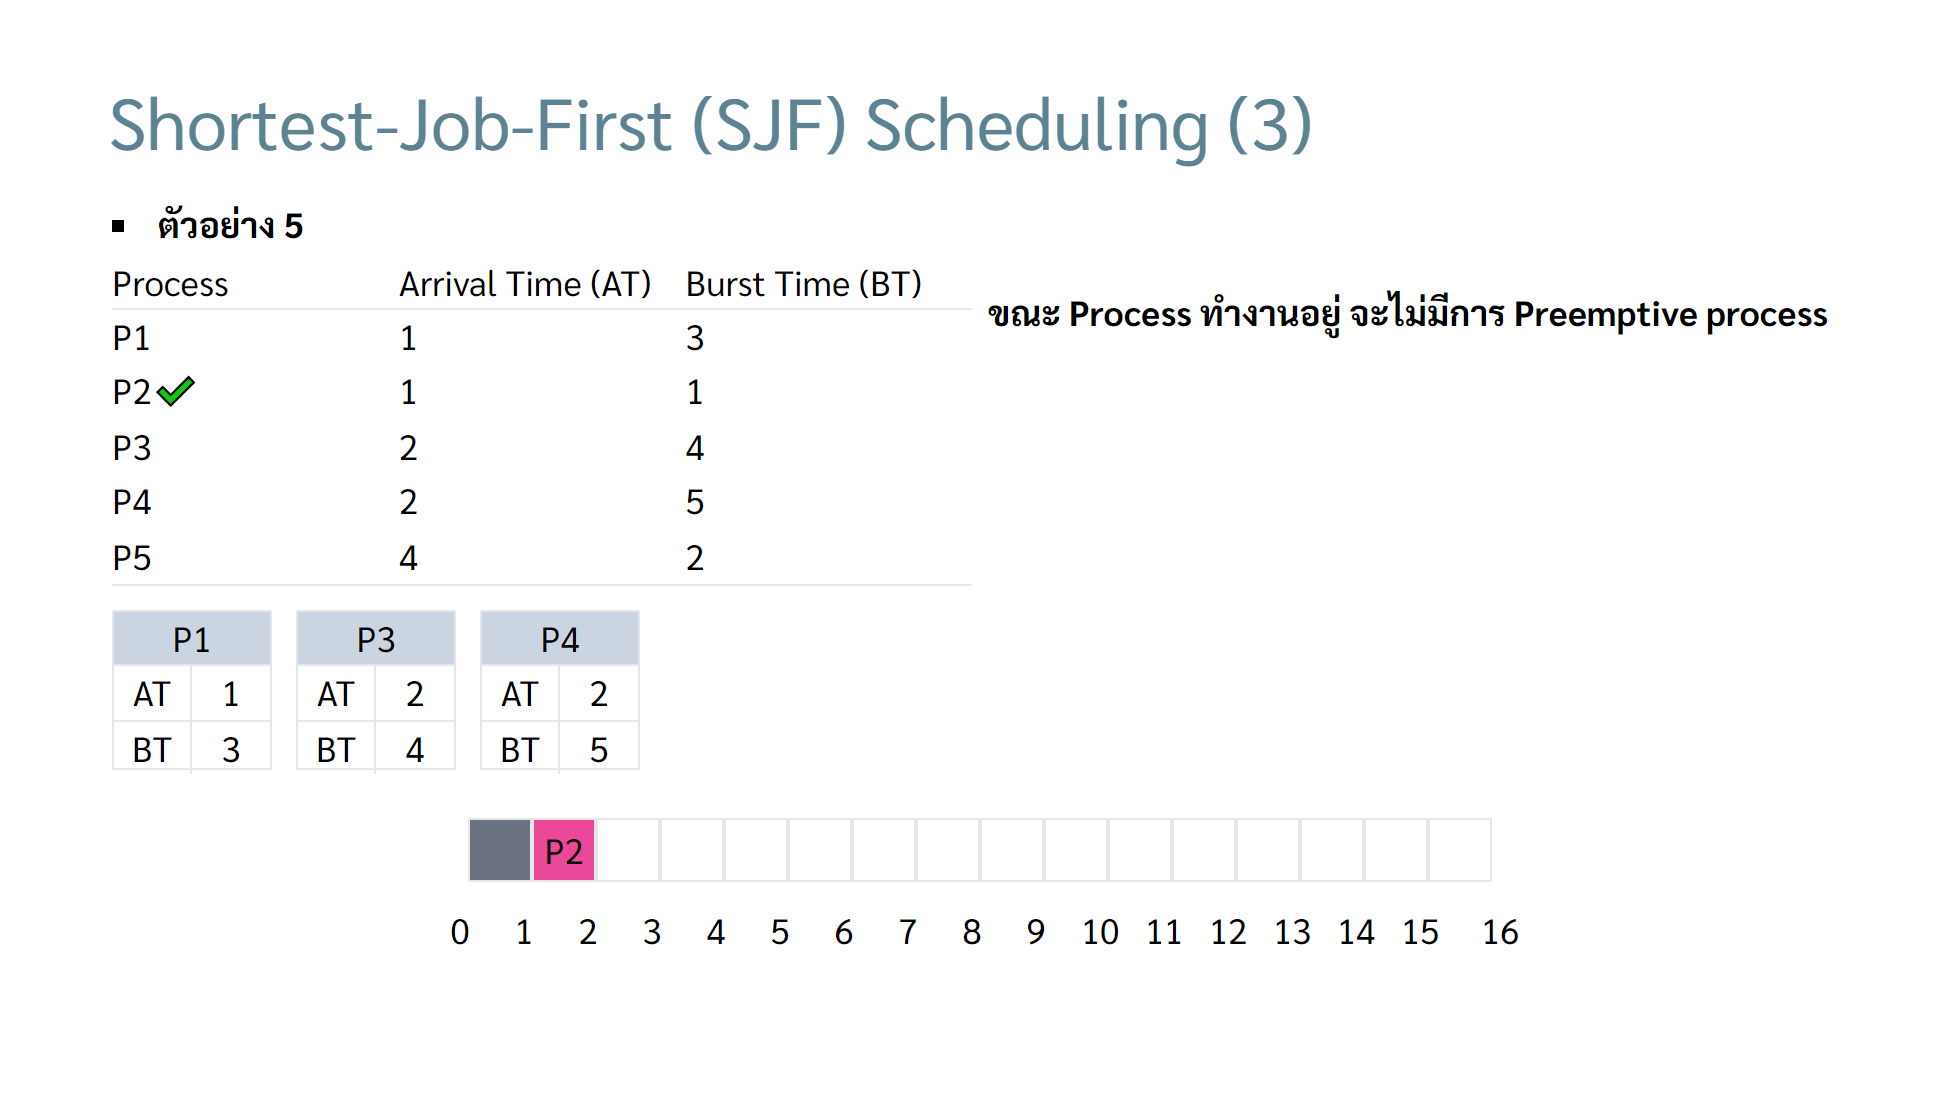 Shortest-Job-First (SJF) Scheduling (3)
ตัวอย่าง 5
Process Arrival Time (AT) Burst Time (BT)
ขณะ Process ทำงานอยู่ จะไม่มีการ Preemptive process
P1 1 3
P2 1 1
P3 2 4
P4 2 5
P5 4 2
P1 P3 P4
AT 1 AT 2 AT 2
BT 3 BT 4 BT 5
P2
0 1 2 3 4 5 6 7 8 9 10 11 12 13 14 15 16